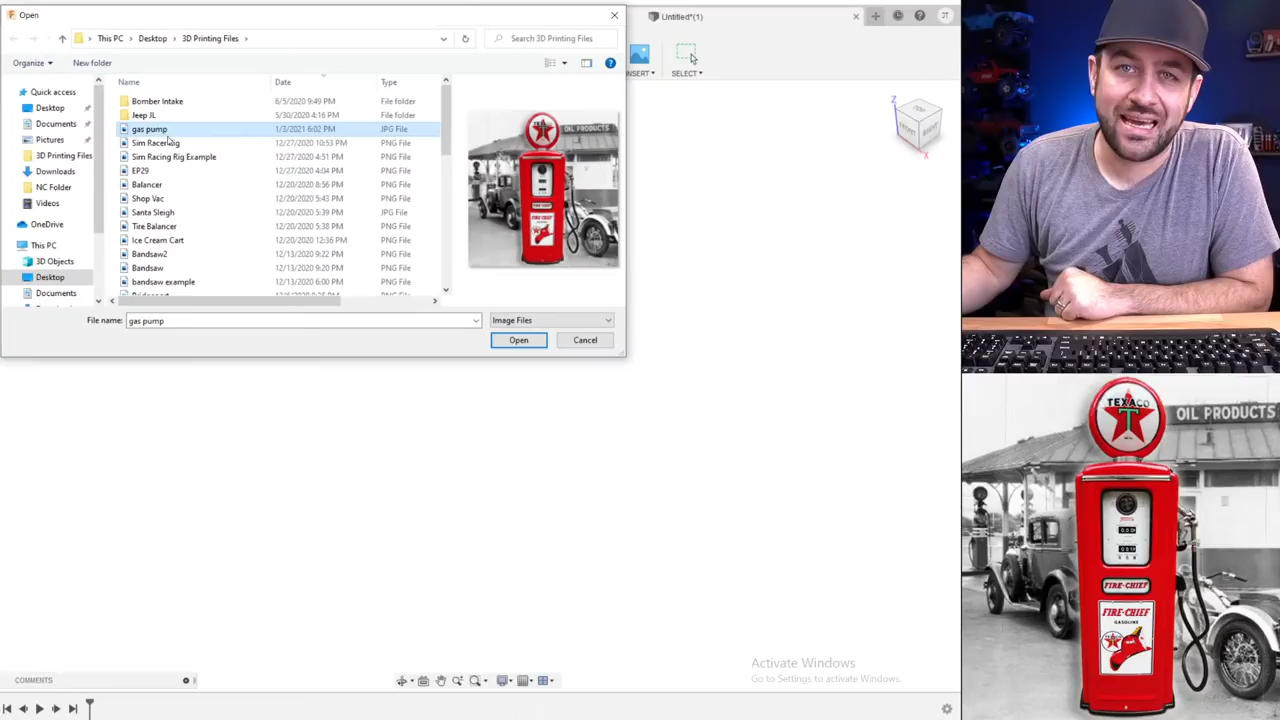 Open
Untitled*(1)
JT
This PC > Desktop > 3D Printing Files >
Search 3D Printing Files
Organize
New folder
INSERT
SELECT
Name Date Type
Quick access
Desktop
Documents
Pictures
3D Printing Files
Downloads
NC Folder
Videos
OneDrive
This PC
3D Objects
Desktop
Documents
Bomber Intake 6/5/2020 9:49 PM File folder
Jeep JL 5/30/2020 4:16 PM File folder
gas pump 1/3/2021 6:02 PM JPG File
Sim Racer 12/27/2020 10:53 PM PNG File
Sim Racing Rig Example 12/27/2020 4:51 PM PNG File
EP29 12/27/2020 4:04 PM PNG File
Balancer 12/20/2020 8:56 PM PNG File
Shop Vac 12/20/2020 5:43 PM PNG File
Santa Sleigh 12/20/2020 5:39 PM JPG File
Tire Balancer 12/20/2020 5:38 PM PNG File
Ice Cream Cart 12/20/2020 12:36 PM PNG File
Bandsaw2 12/13/2020 9:22 PM PNG File
Bandsaw 12/13/2020 9:20 PM PNG File
bandsaw example 12/13/2020 6:00 PM PNG File
File name: gas pump
Image Files
Open
Cancel
OIL PRODUCTS
Z
TOP
FRONT
RIGHT
X
TEXACO
T
OIL PRODUCTS
FIRE-CHIEF
FIRE-CHIEF
GASOLINE
Activate Windows
Go to Settings to activate Windows.
COMMENTS